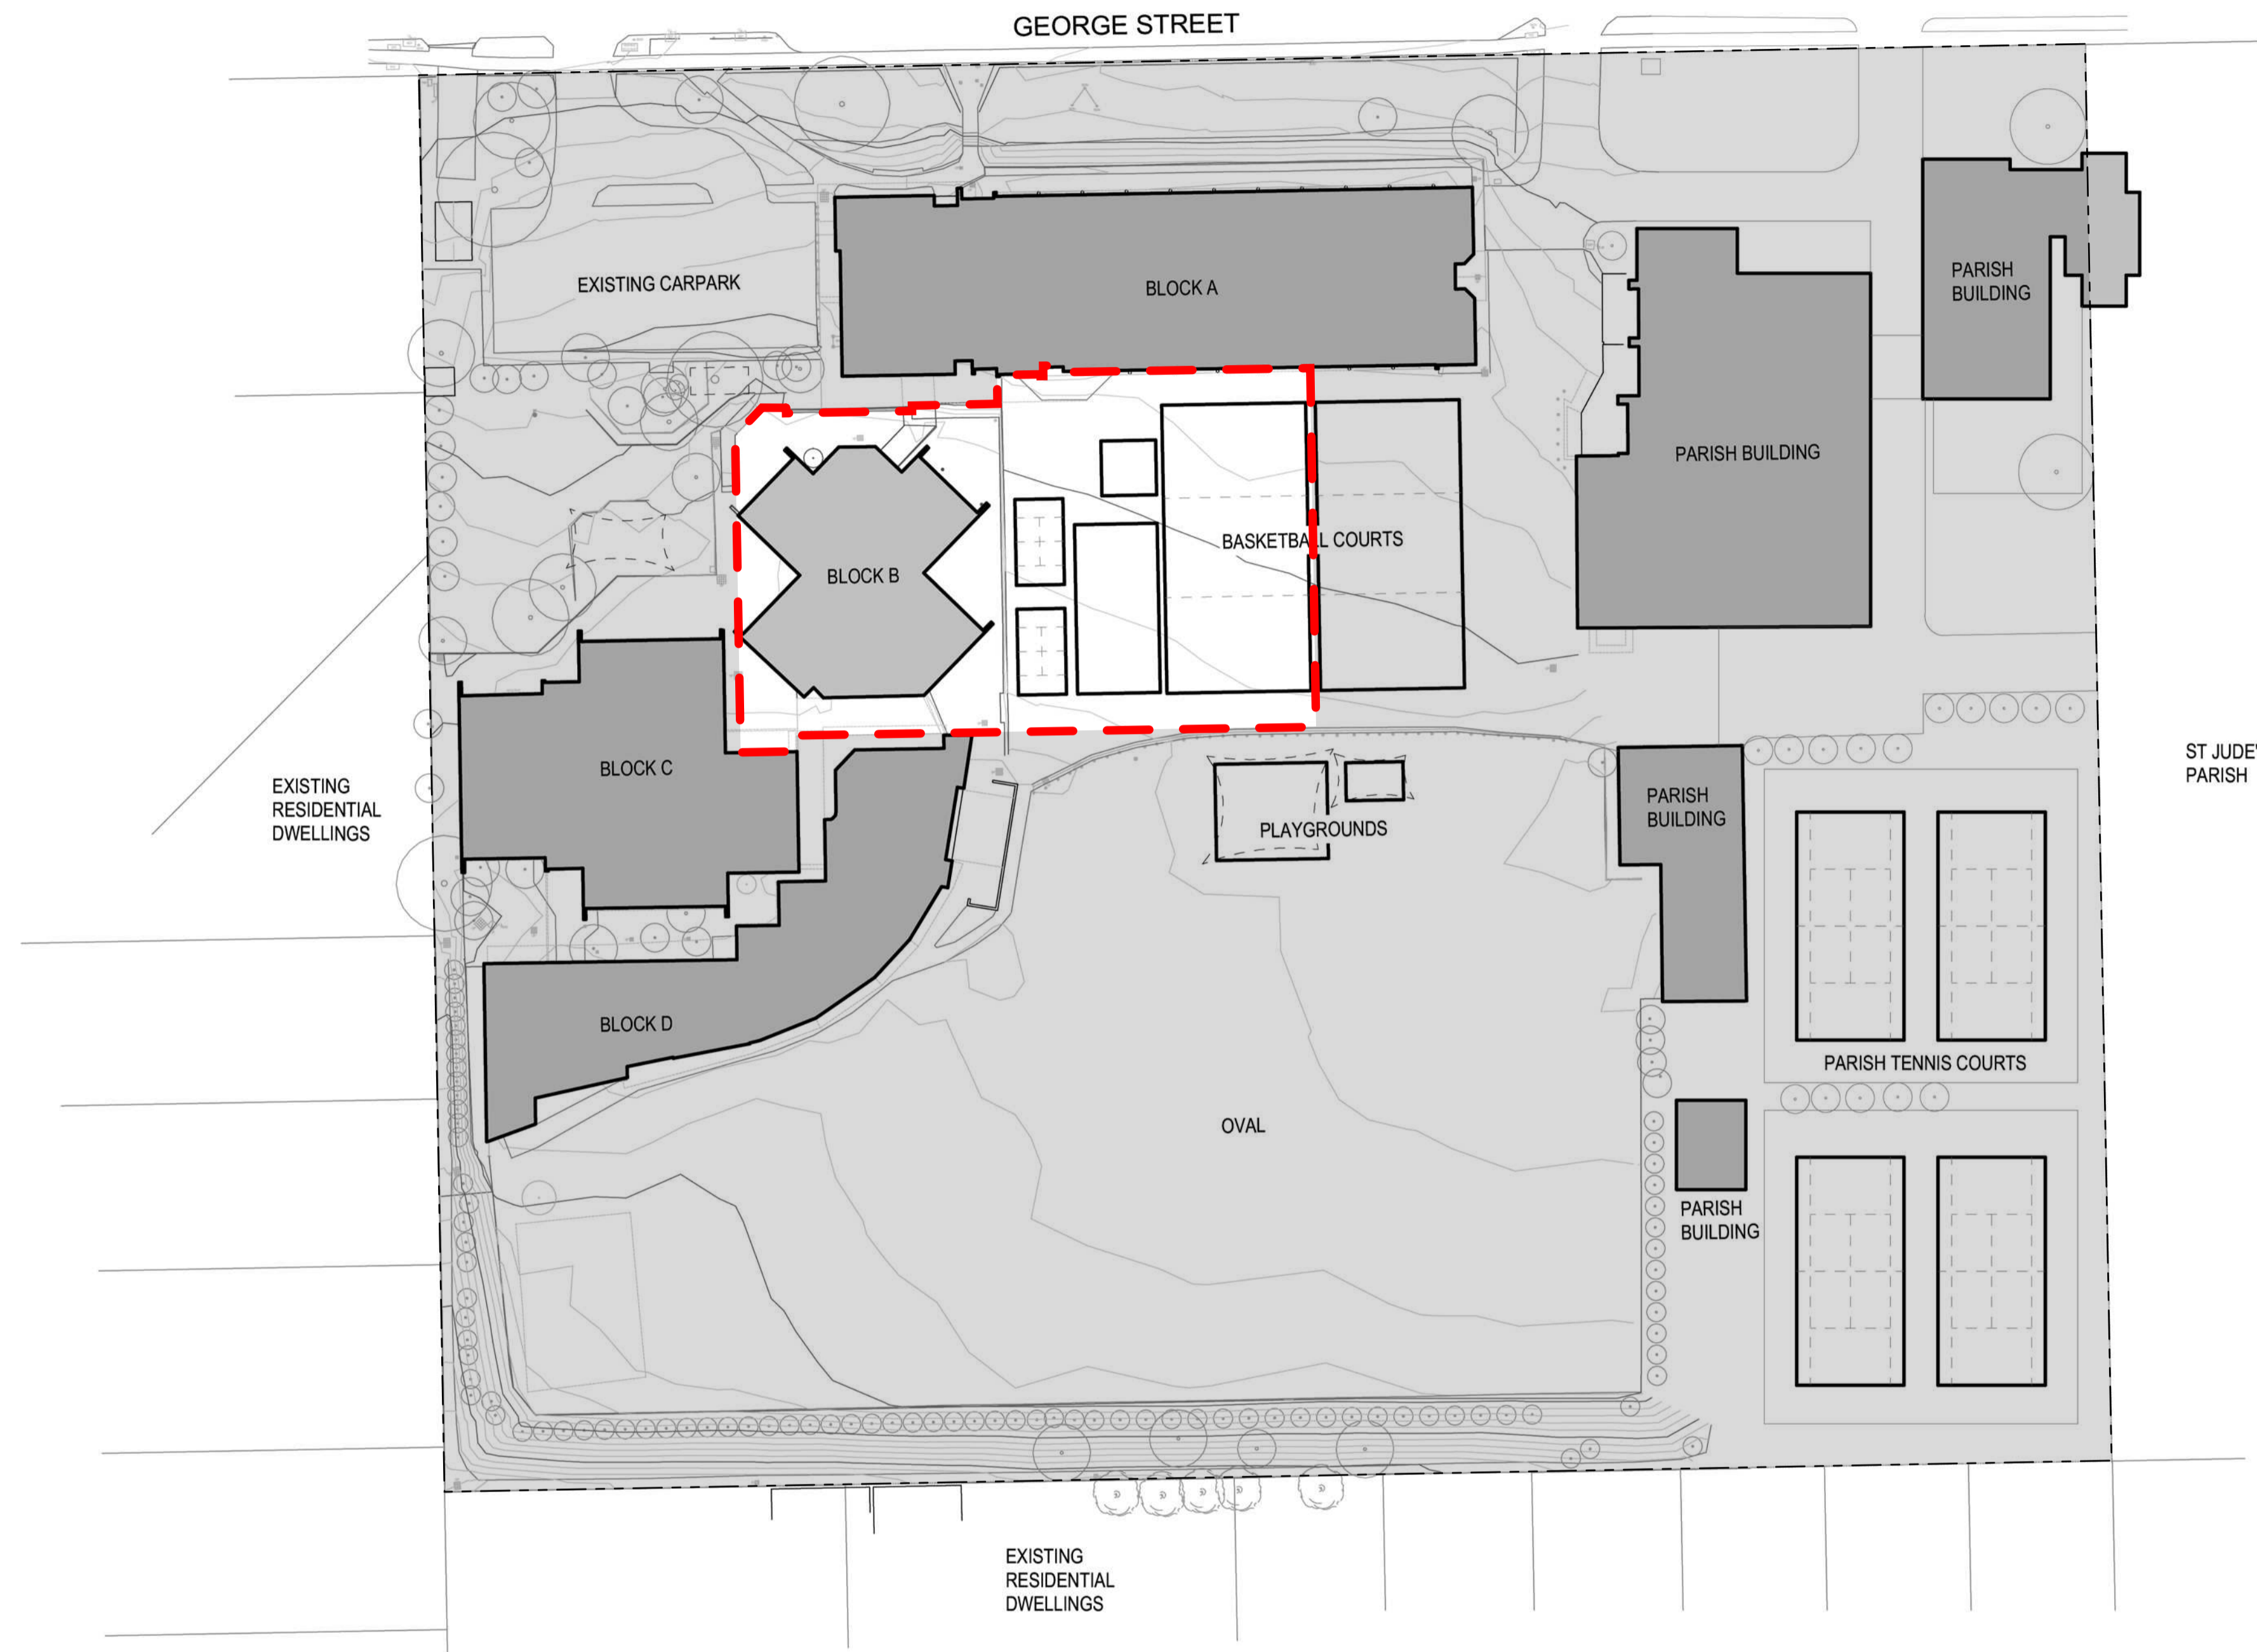 GEORGE STREET
EXISTING CARPARK
BLOCK A
PARISH
BUILDING
PARISH BUILDING
BASKETBALL COURTS
BLOCK B
BLOCK C
EXISTING
RESIDENTIAL
DWELLINGS
PLAYGROUNDS
PARISH
BUILDING
ST JUDE'
PARISH
BLOCK D
PARISH TENNIS COURTS
OVAL
PARISH
BUILDING
EXISTING
RESIDENTIAL
DWELLINGS